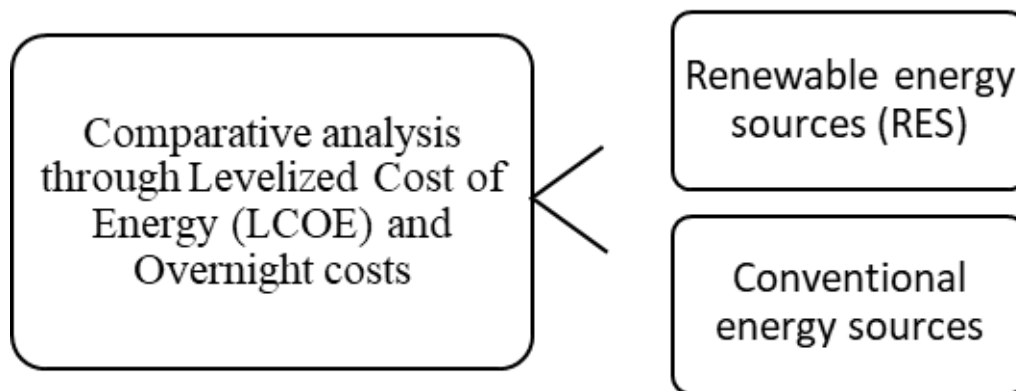 Comparative analysis
through Levelized Cost of
Energy (LCOE) and
Overnight costs
Renewable energy
sources (RES)
Conventional
energy sources